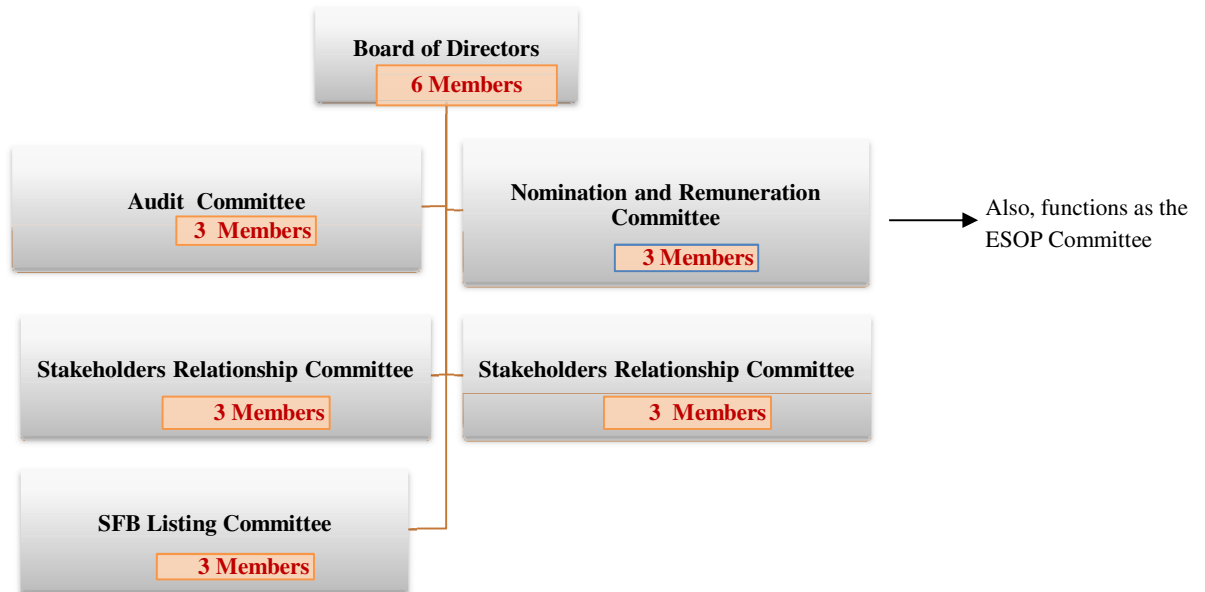 Board of Directors
6 Members
Audit Committee
3 Members
Nomination and Remuneration
Committee
3 Members
Also, functions as the
ESOP Committee
Stakeholders Relationship Committee
3 Members
Stakeholders Relationship Committee
3 Members
SFB Listing Committee
3 Members